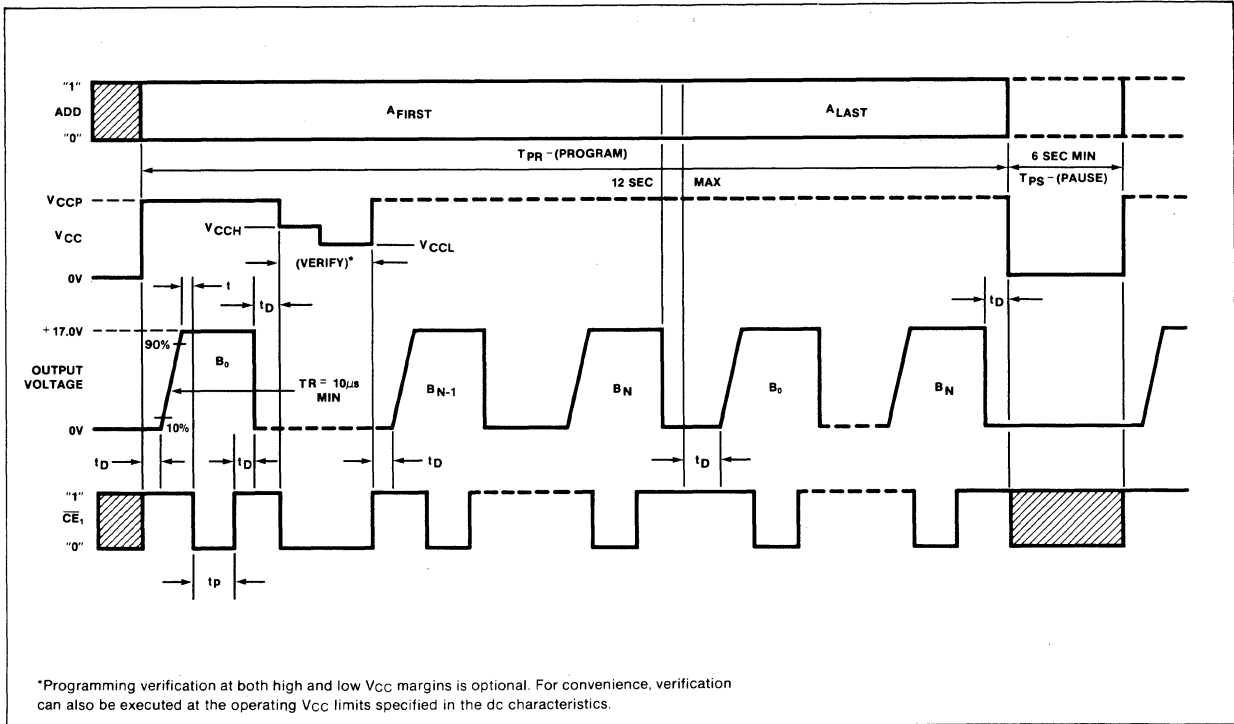 "1"
ADD
"0"
AFIRST
ALAST
TPR–(PROGRAM)
12 SEC MAX
6 SEC MIN
TPS–(PAUSE)
VCCP
VCC
0V
VCCH
VCCL
(VERIFY)*
t
tD
tD
+17.0V
90%
10%
OUTPUT
VOLTAGE
0V
B0
TR = 10μs
MIN
BN-1
BN
B0
BN
tD
tD
tD
tD
"1"
CE1
"0"
tp
*Programming verification at both high and low VCC margins is optional. For convenience, verification
can also be executed at the operating VCC limits specified in the dc characteristics.